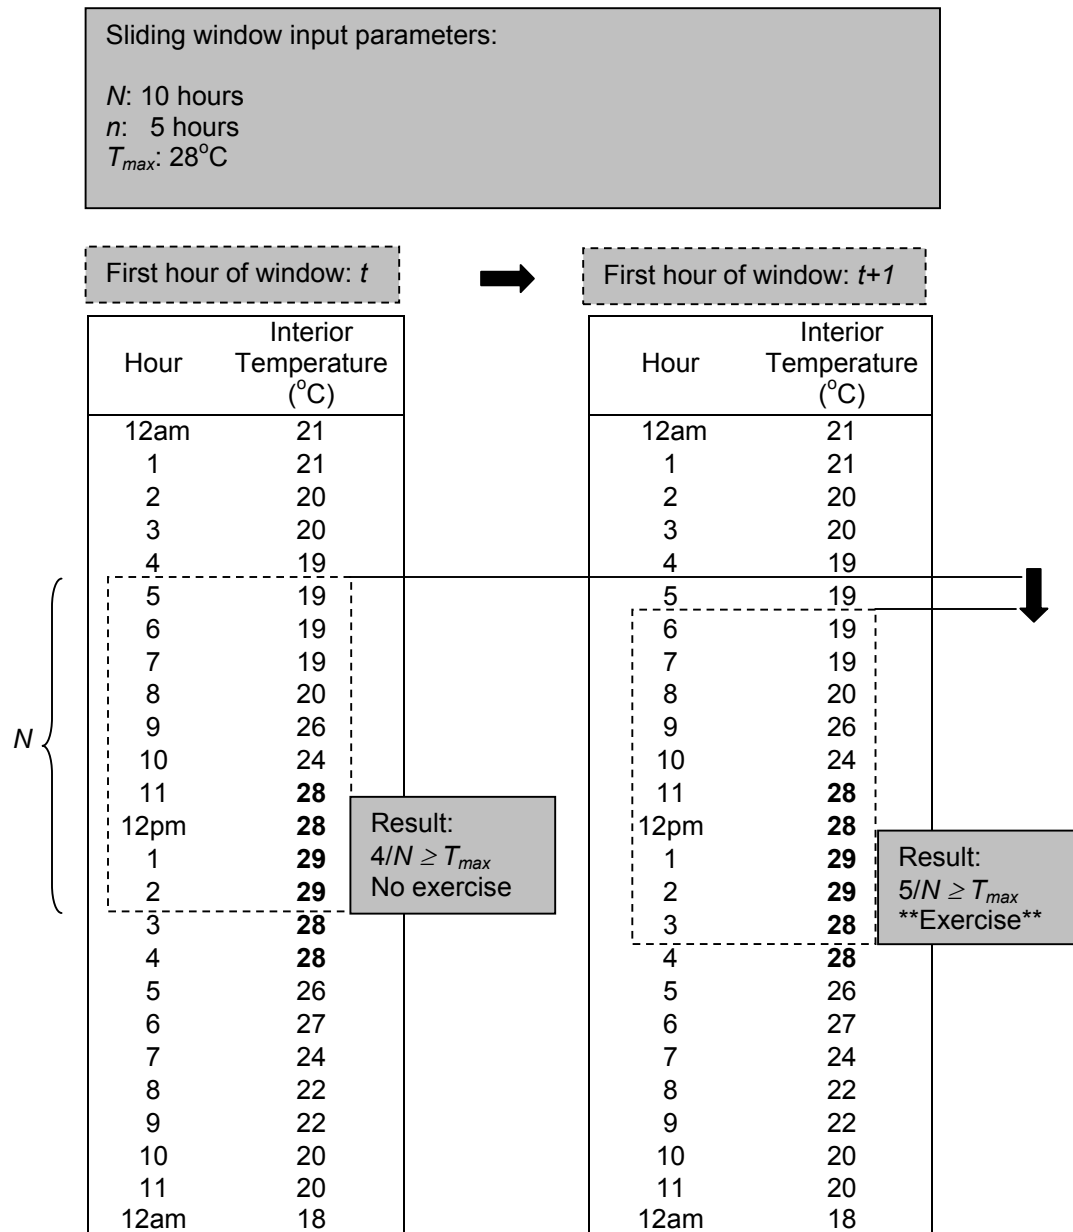 Sliding window input parameters:
N: 10 hours
n: 5 hours
Tmax: 28oC
First hour of window: t
First hour of window: t+1
Interior
Hour Temperature
(oC)
12am 21
1 21
2 20
3 20
4 19
5 19
6 19
7 19
8 20
9 26
10 24
11 28
12pm 28
1 29
2 29
3 28
4 28
5 26
6 27
7 24
8 22
9 22
10 20
11 20
12am 18
N
Result:
4/N ≥ Tmax
No exercise
Interior
Hour Temperature
(oC)
12am 21
1 21
2 20
3 20
4 19
5 19
6 19
7 19
8 20
9 26
10 24
11 28
12pm 28
1 29
2 29
3 28
4 28
5 26
6 27
7 24
8 22
9 22
10 20
11 20
12am 18
Result:
5/N ≥ Tmax
**Exercise**